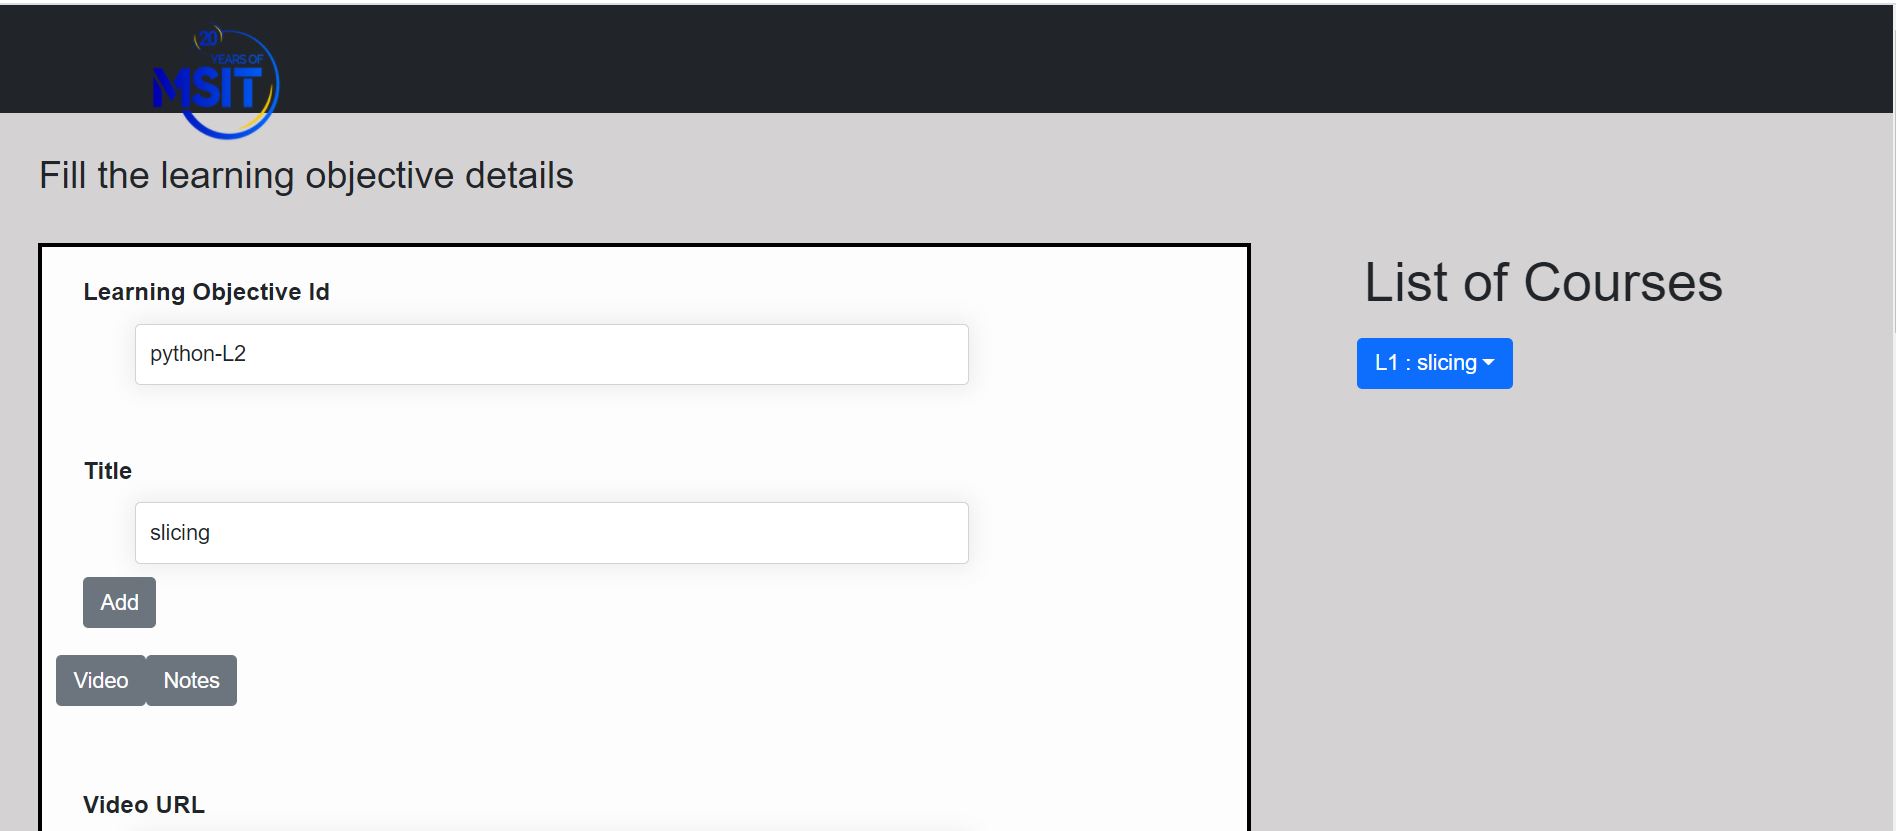 20
YEARS OF
MSIT
Fill the learning objective details
Learning Objective Id
python-L2
Title
slicing
Add
Video Notes
Video URL
List of Courses
L1 : slicing